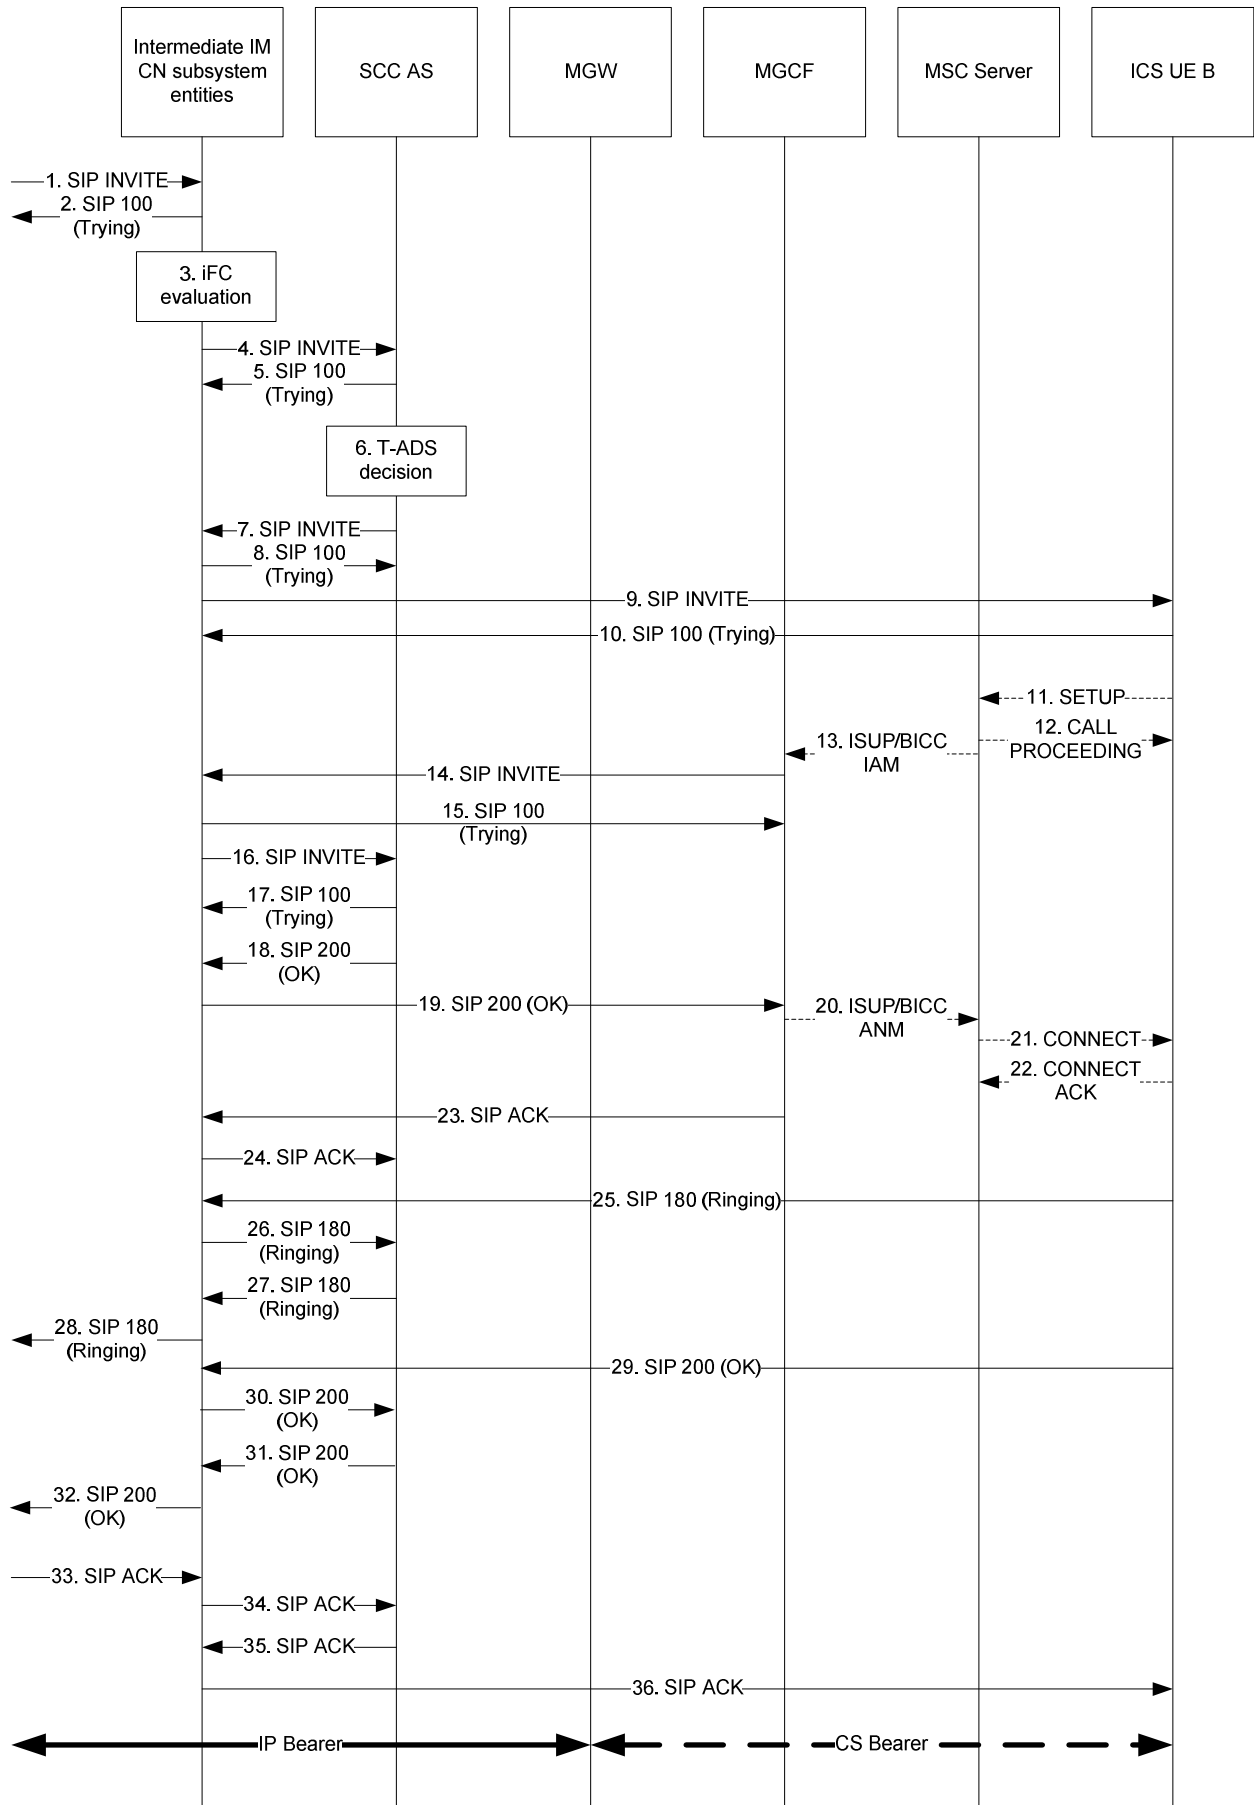 Intermediate IM
CN subsystem
entities
SCC AS
MGW
MGCF
MSC Server
ICS UE B
1. SIP INVITE
2. SIP 100
(Trying)
3. iFC
evaluation
4. SIP INVITE
5. SIP 100
(Trying)
6. T-ADS
decision
7. SIP INVITE
8. SIP 100
(Trying)
9. SIP INVITE
10. SIP 100 (Trying)
11. SETUP
12. CALL
PROCEEDING
13. ISUP/BICC
IAM
14. SIP INVITE
15. SIP 100
(Trying)
16. SIP INVITE
17. SIP 100
(Trying)
18. SIP 200
(OK)
19. SIP 200 (OK)
20. ISUP/BICC
ANM
21. CONNECT
22. CONNECT
ACK
23. SIP ACK
24. SIP ACK
25. SIP 180 (Ringing)
26. SIP 180
(Ringing)
27. SIP 180
(Ringing)
28. SIP 180
(Ringing)
29. SIP 200 (OK)
30. SIP 200
(OK)
31. SIP 200
(OK)
32. SIP 200
(OK)
33. SIP ACK
34. SIP ACK
35. SIP ACK
36. SIP ACK
IP Bearer
CS Bearer